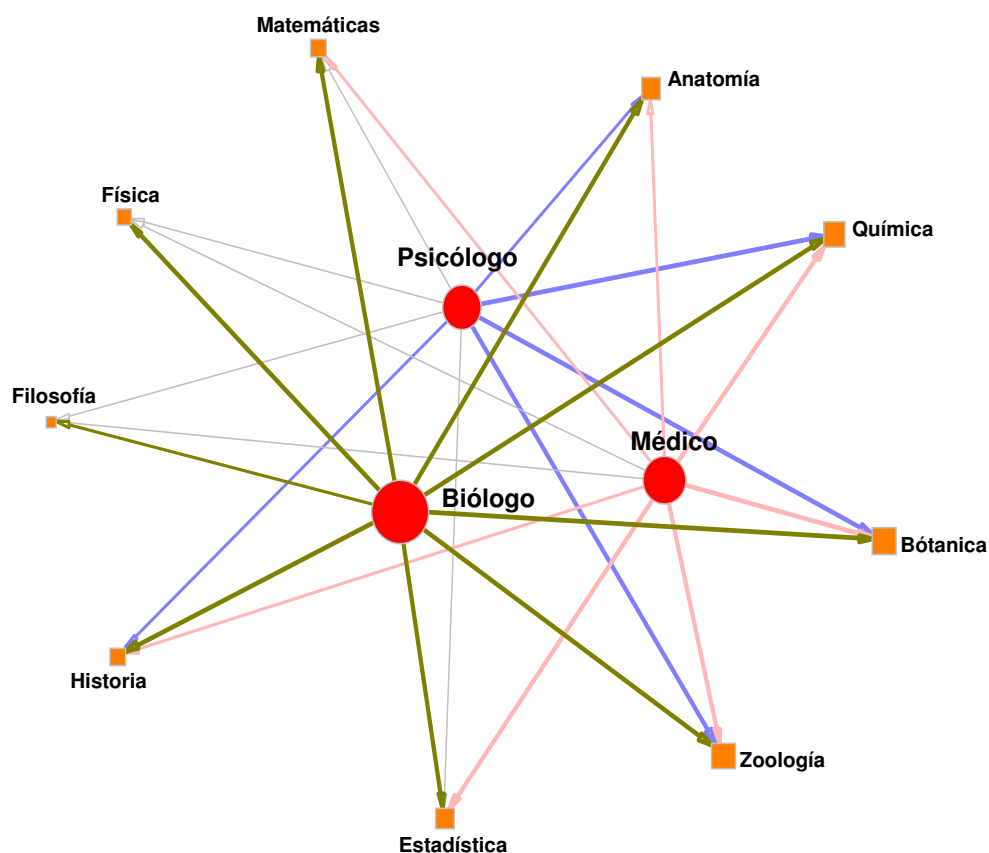 Matemáticas
Anatomía
Física
Química
Psicólogo
Filosofía
Médico
Biólogo
Bótanica
Historia
Zoología
Estadística